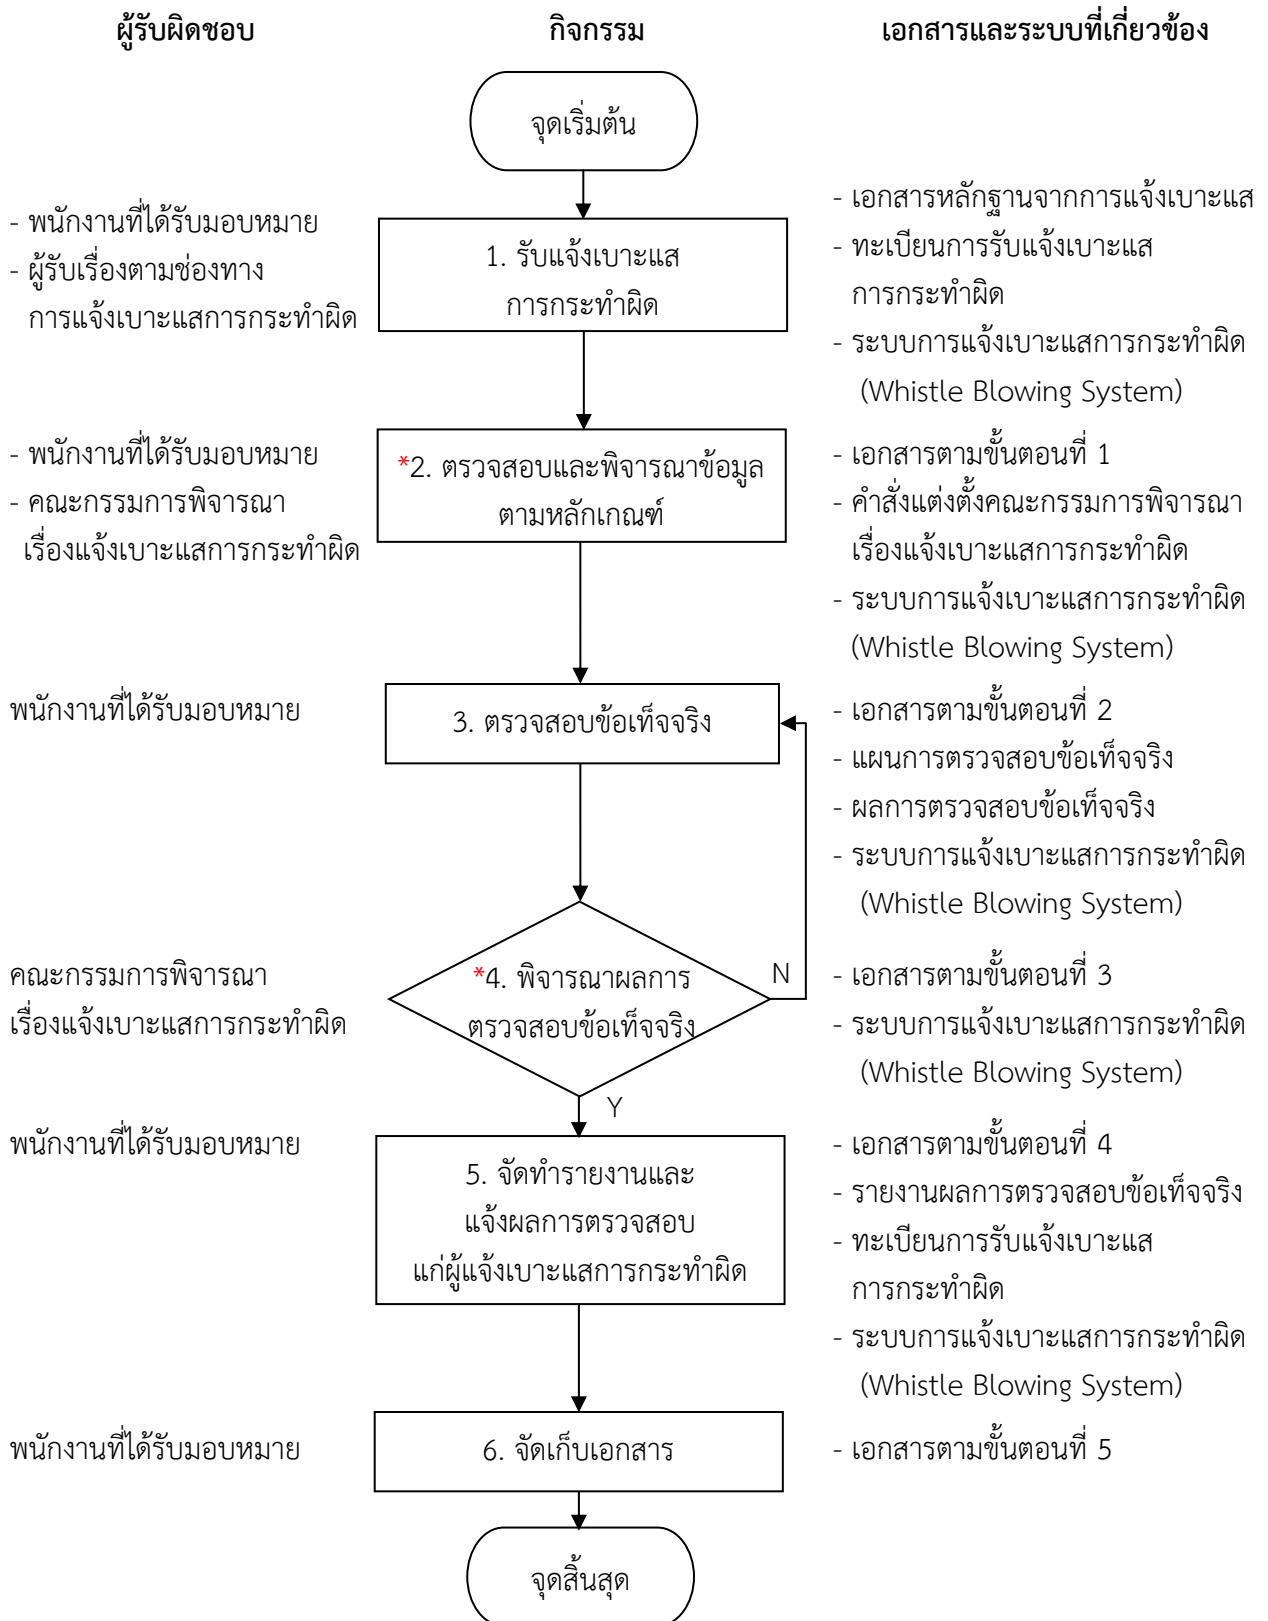 ผู้รับผิดชอบ
กิจกรรม
เอกสารและระบบที่เกี่ยวข้อง
จุดเริ่มต้น
- พนักงานที่ได้รับมอบหมาย
- ผู้รับเรื่องตามช่องทาง
การแจ้งเบาะแสการกระทำผิด
1. รับแจ้งเบาะแส
การกระทำผิด
- เอกสารหลักฐานจากการแจ้งเบาะแส
- ทะเบียนการรับแจ้งเบาะแส
การกระทำผิด
- ระบบการแจ้งเบาะแสการกระทำผิด
(Whistle Blowing System)
- พนักงานที่ได้รับมอบหมาย
- คณะกรรมการพิจารณา
เรื่องแจ้งเบาะแสการกระทำผิด
*2. ตรวจสอบและพิจารณาข้อมูล
ตามหลักเกณฑ์
- เอกสารตามขั้นตอนที่ 1
- คำสั่งแต่งตั้งคณะกรรมการพิจารณา
เรื่องแจ้งเบาะแสการกระทำผิด
- ระบบการแจ้งเบาะแสการกระทำผิด
(Whistle Blowing System)
พนักงานที่ได้รับมอบหมาย
3. ตรวจสอบข้อเท็จจริง
- เอกสารตามขั้นตอนที่ 2
- แผนการตรวจสอบข้อเท็จจริง
- ผลการตรวจสอบข้อเท็จจริง
- ระบบการแจ้งเบาะแสการกระทำผิด
(Whistle Blowing System)
คณะกรรมการพิจารณา
เรื่องแจ้งเบาะแสการกระทำผิด
*4. พิจารณาผลการ
ตรวจสอบข้อเท็จจริง
N
Y
- เอกสารตามขั้นตอนที่ 3
- ระบบการแจ้งเบาะแสการกระทำผิด
(Whistle Blowing System)
พนักงานที่ได้รับมอบหมาย
5. จัดทำรายงานและ
แจ้งผลการตรวจสอบ
แก่ผู้แจ้งเบาะแสการกระทำผิด
- เอกสารตามขั้นตอนที่ 4
- รายงานผลการตรวจสอบข้อเท็จจริง
- ทะเบียนการรับแจ้งเบาะแส
การกระทำผิด
- ระบบการแจ้งเบาะแสการกระทำผิด
(Whistle Blowing System)
พนักงานที่ได้รับมอบหมาย
6. จัดเก็บเอกสาร
- เอกสารตามขั้นตอนที่ 5
จุดสิ้นสุด